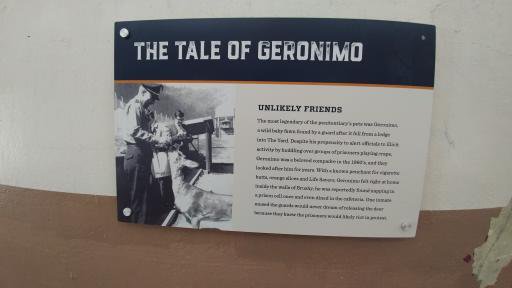 THE TALE OF GERONIMO
UNLIKELY FRIENDS
The most legendary of the penitentiary's pets was Geronimo,
a wild baby fawn found by a guard after it fell from a ledge
into The Yard. Despite his propensity to alert officials to illicit
activity by huddling over groups of prisoners playing craps,
Geronimo was a beloved companion in the 1960's, and they
looked after him for years. With a known penchant for cigarette
butts, orange slices and Life Savers, Geronimo felt right at home
inside the walls of Brushy; he was reportedly found napping in
a prison cell once and even dined in the cafeteria. One inmate
mused the guards would never dream of releasing the deer
because they knew the prisoners would likely riot in protest.